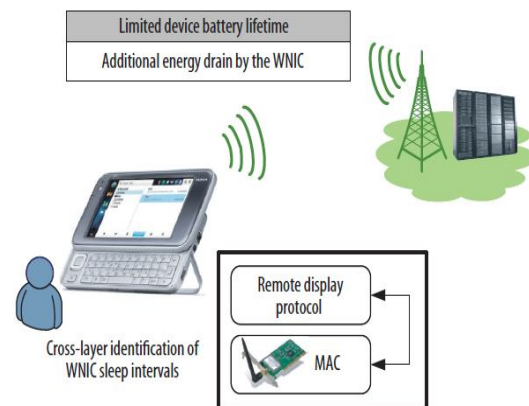 Limited device battery lifetime
Additional energy drain by the WNIC
Remote display
protocol
MAC
Cross-layer identification of
WNIC sleep intervals